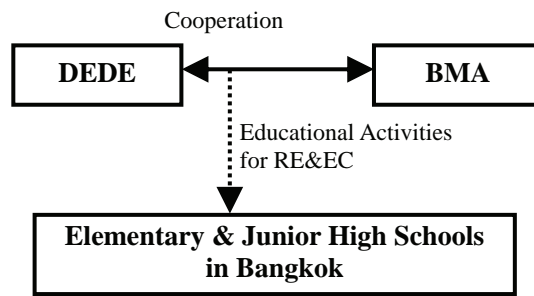 Cooperation
DEDE
BMA
Educational Activities
for RE&EC
Elementary & Junior High Schools
in Bangkok